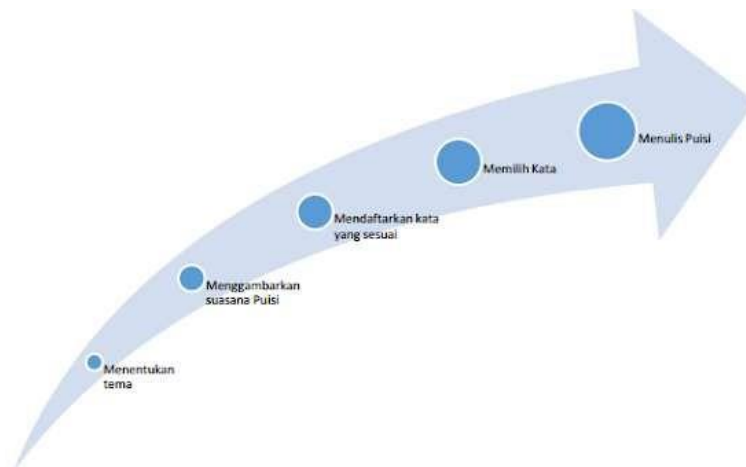 Menulis Puisi
Memilih Kata
Mendaftarkan kata
yang sesuai
Menggambarkan
suasana Puisi
Menentukan
tema